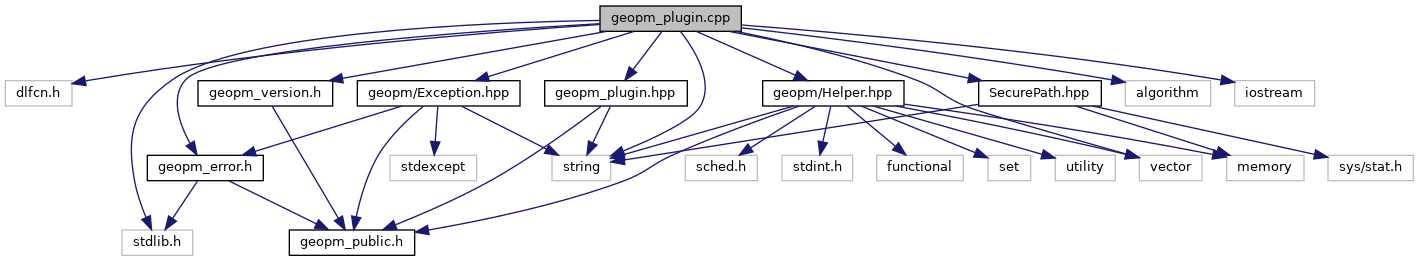 geopm_plugin.cpp
dlfcn.h
geopm_version.h
geopm/Exception.hpp
geopm_plugin.hpp
geopm/Helper.hpp
SecurePath.hpp
algorithm
iostream
geopm_error.h
stdexcept
string
sched.h
stdint.h
functional
set
utility
vector
memory
sys/stat.h
stdlib.h
geopm_public.h